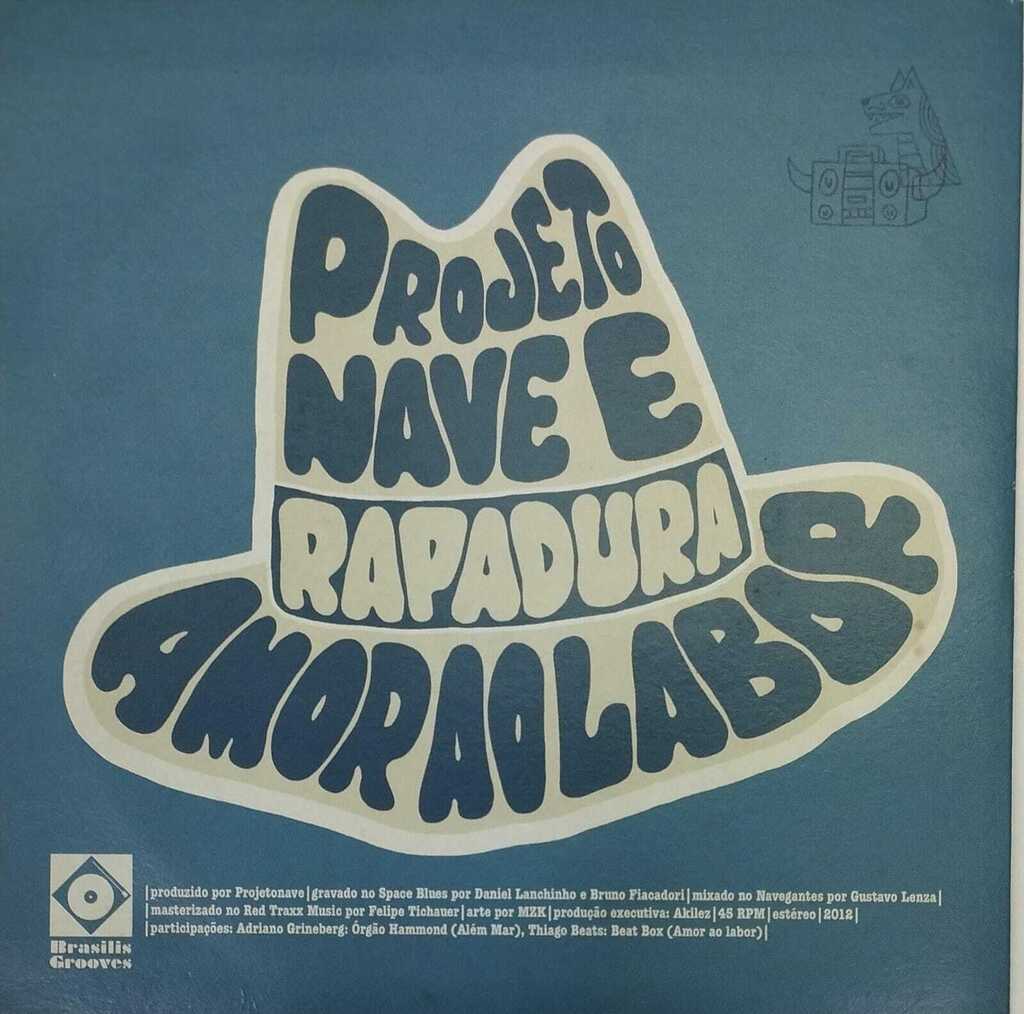 PROJETO
NAVE E
RAPADURA
AMOR AO LABOR
|produzido por Projetonave|gravado no Space Blues por Daniel Lanchinho e Bruno Fiacadori|mixado no Navegantes por Gustavo Lenza|
|masterizado no Red Traxx Music por Felipe Tichauer|arte por MZK|produção executiva: Akilez|45 RPM|estéreo|2012|
|participações: Adriano Grineberg: Órgão Hammond (Além Mar), Thiago Beats: Beat Box (Amor ao labor)|
Brasilis
Grooves